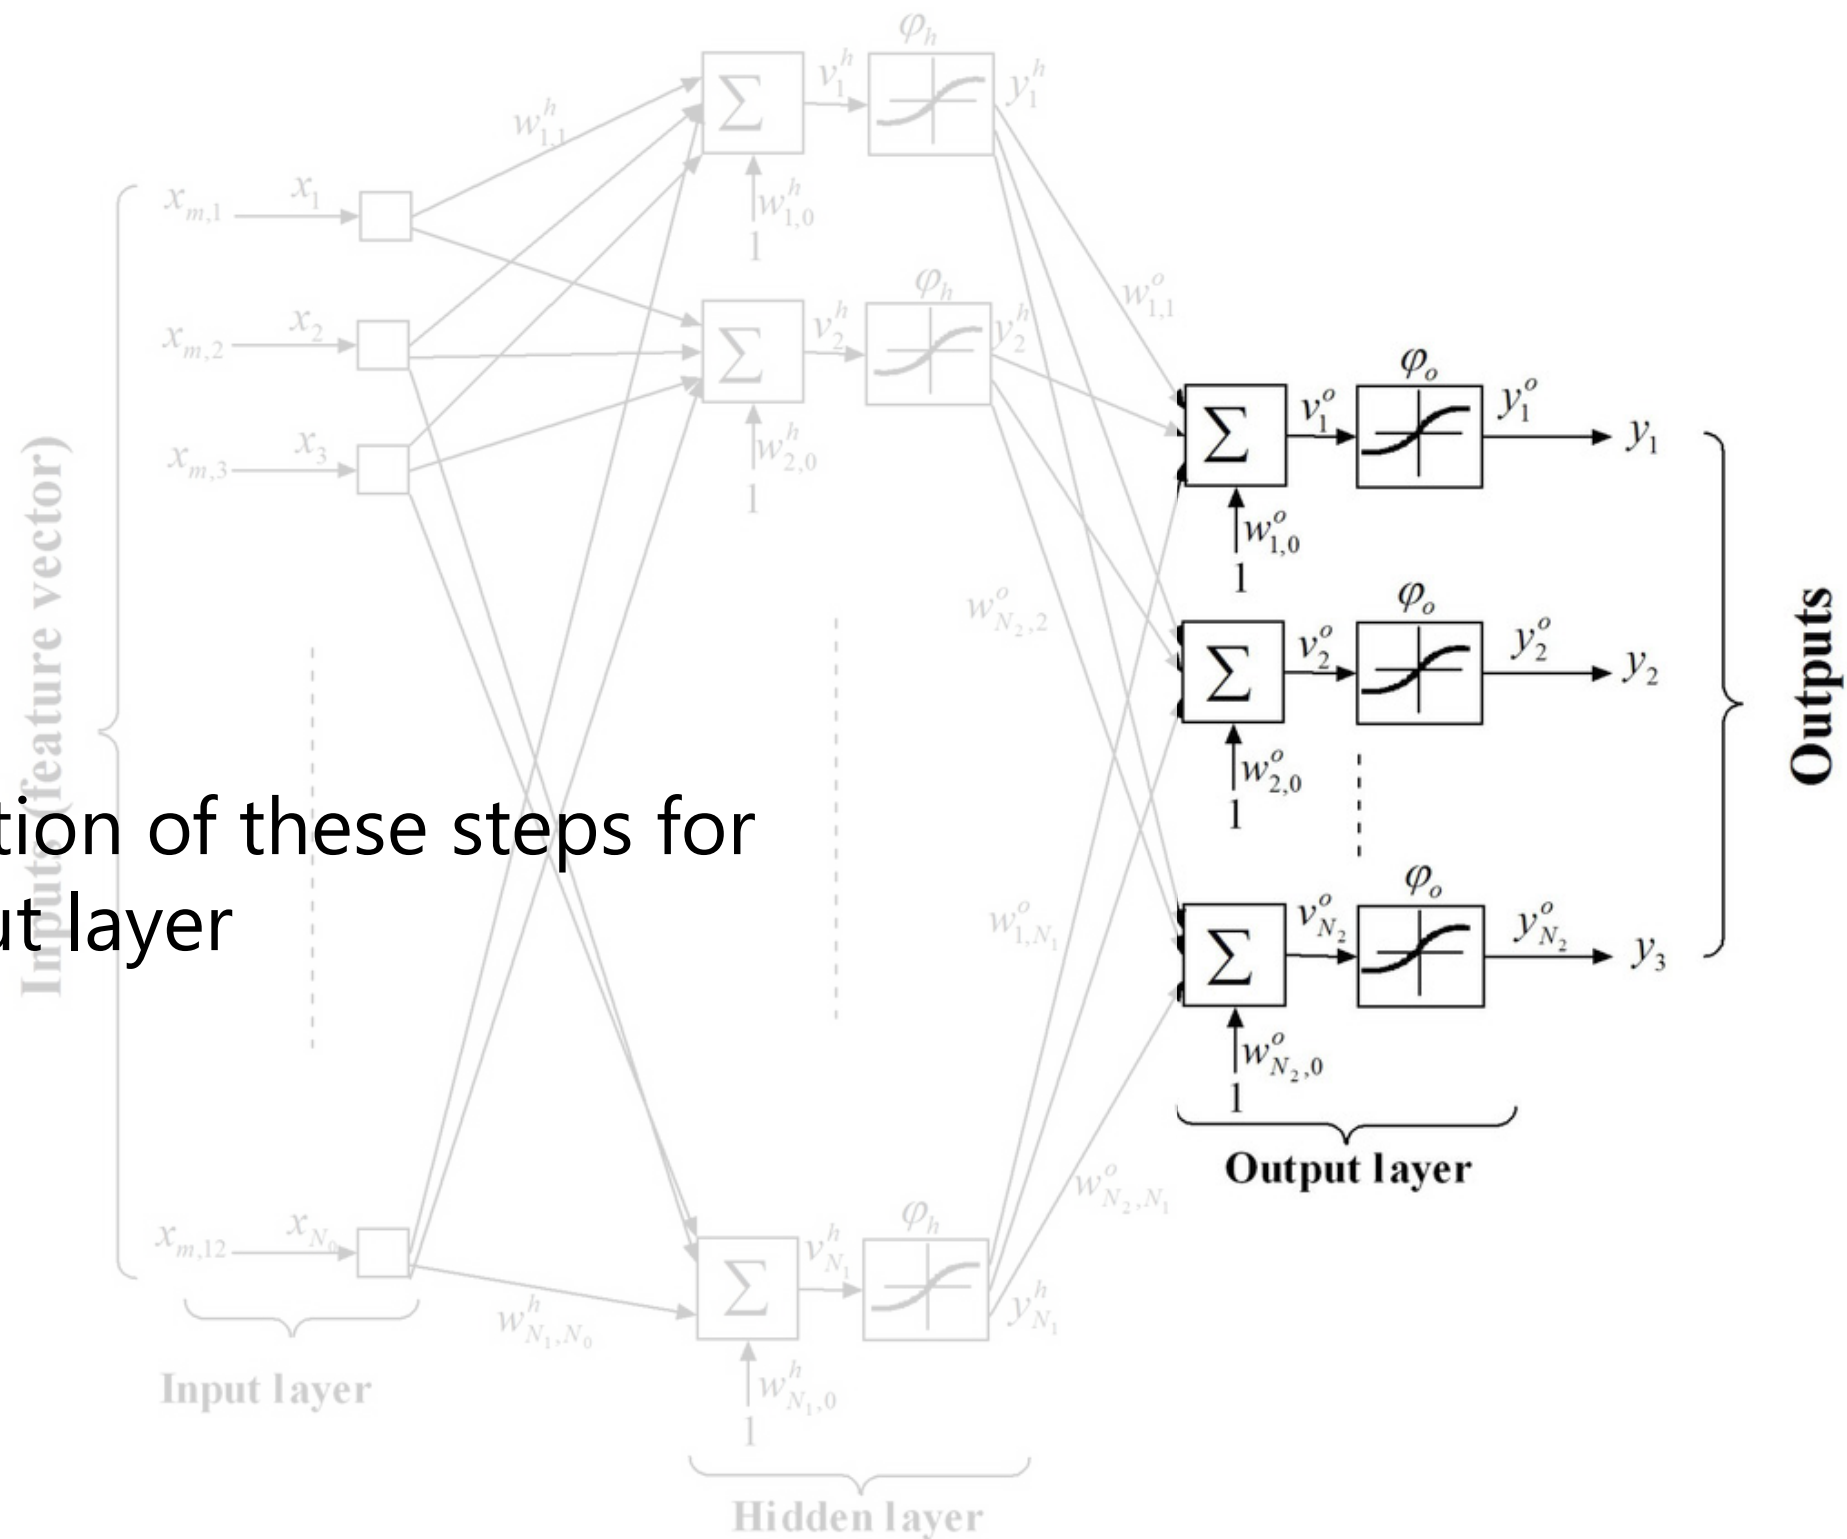 φ_h
w^h_{1,1}
v^h_1
y^h_1
Σ
x_{m,1} x_1
w^h_{1,0}
1
φ_h
x_{m,2} x_2
v^h_2
y^h_2
Σ
w^o_{1,1}
x_{m,3} x_3
w^h_{2,0}
1
Inputs (feature vector)
φ_o
Σ
v^o_1
y^o_1
y_1
w^o_{1,0}
1
w^o_{N_2,2}
φ_o
Σ
v^o_2
y^o_2
y_2
w^o_{2,0}
1
Outputs
tion of these steps for
ut layer
w^o_{1,N_1}
φ_o
Σ
v^o_{N_2}
y^o_{N_2}
y_3
w^o_{N_2,0}
1
Output layer
w^o_{N_2,N_1}
x_{m,12} x_{N_0}
φ_h
Σ
v^h_{N_1}
y^h_{N_1}
w^h_{N_1,N_0}
w^h_{N_1,0}
1
Input layer
Hidden layer